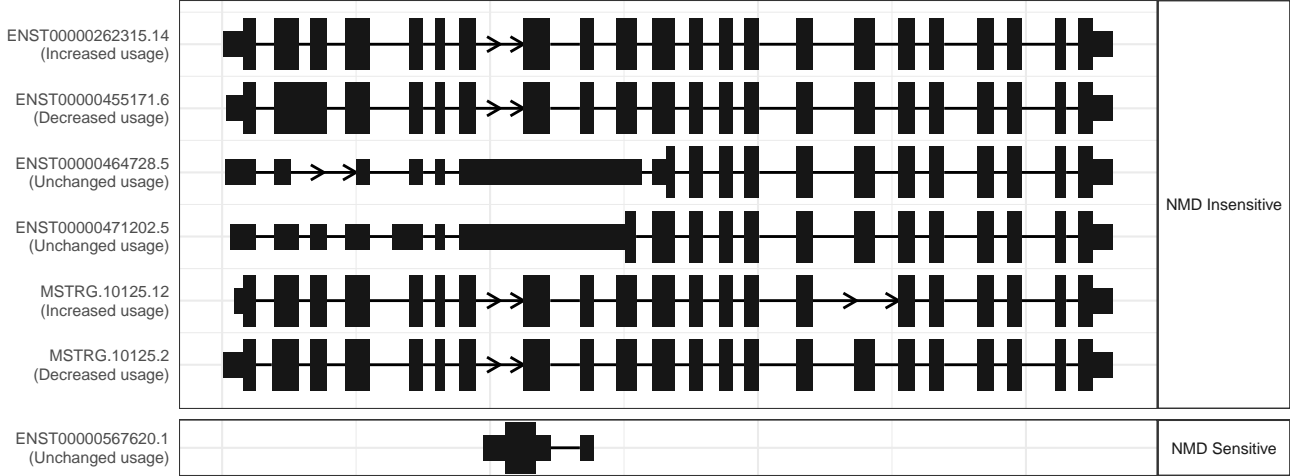 ENST00000262315.14
(Increased usage)
ENST00000455171.6
(Decreased usage)
ENST00000464728.5
(Unchanged usage)
ENST00000471202.5
(Unchanged usage)
MSTRG.10125.12
(Increased usage)
MSTRG.10125.2
(Decreased usage)
NMD Insensitive
ENST00000567620.1
(Unchanged usage)
NMD Sensitive